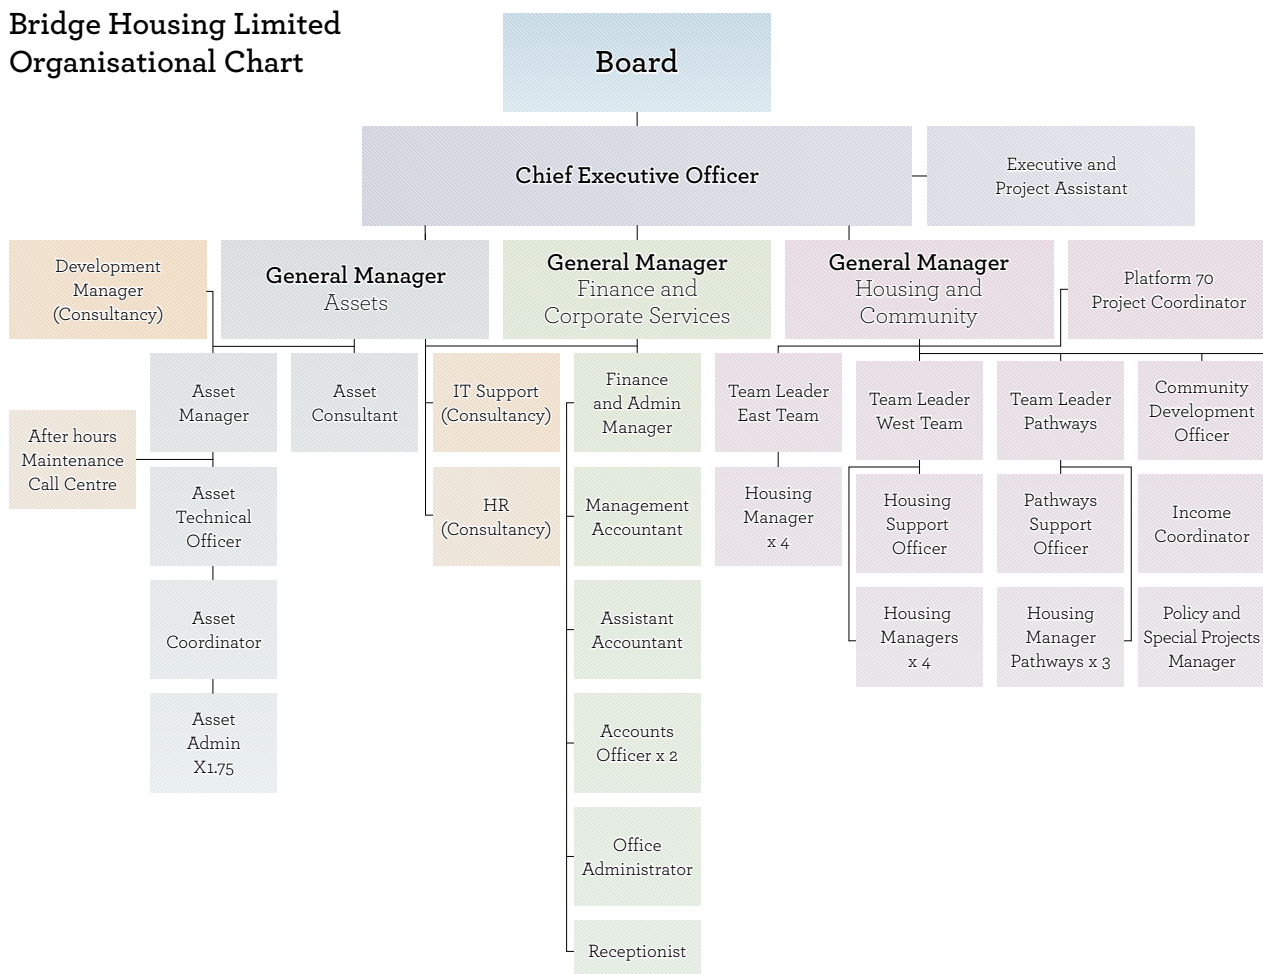 Bridge Housing Limited
Organisational Chart
Board
Chief Executive Officer
Executive and
Project Assistant
Development
Manager
(Consultancy)
General Manager
Assets
General Manager
Finance and
Corporate Services
General Manager
Housing and
Community
Platform 70
Project Coordinator
Asset
Manager
Asset
Consultant
IT Support
(Consultancy)
Finance
and Admin
Manager
Team Leader
East Team
Team Leader
West Team
Team Leader
Pathways
Community
Development
Officer
After hours
Maintenance
Call Centre
Asset
Technical
Officer
HR
(Consultancy)
Management
Accountant
Housing
Manager
x 4
Housing
Support
Officer
Pathways
Support
Officer
Income
Coordinator
Asset
Coordinator
Assistant
Accountant
Housing
Managers
x 4
Housing
Manager
Pathways x 3
Policy and
Special Projects
Manager
Asset
Admin
X1.75
Accounts
Officer x 2
Office
Administrator
Receptionist